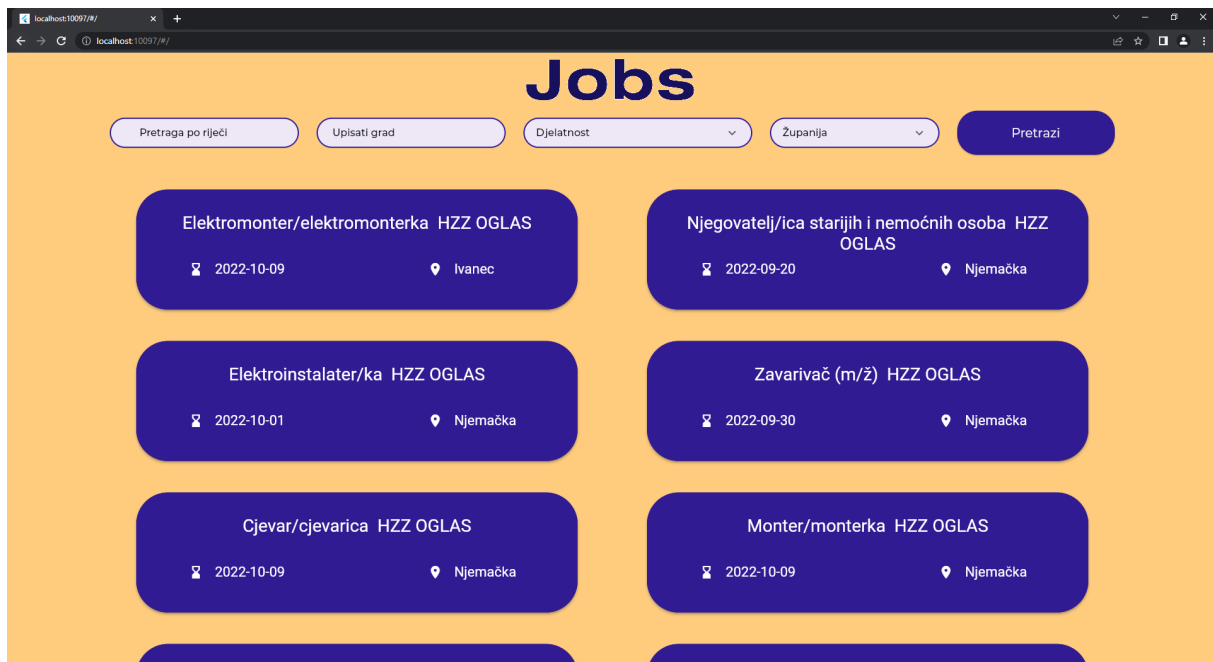 localhost:10097/#/
localhost:10097/#/
Jobs
Pretraga po riječi
Upisati grad
Djelatnost
Županija
Pretrazi
Elektromonter/elektromonterka HZZ OGLAS
2022-10-09
Ivanec
Njegovatelj/ica starijih i nemoćnih osoba HZZ
OGLAS
2022-09-20
Njemačka
Elektroinstalater/ka HZZ OGLAS
2022-10-01
Njemačka
Zavarivač (m/ž) HZZ OGLAS
2022-09-30
Njemačka
Cjevar/cjevarica HZZ OGLAS
2022-10-09
Njemačka
Monter/monterka HZZ OGLAS
2022-10-09
Njemačka